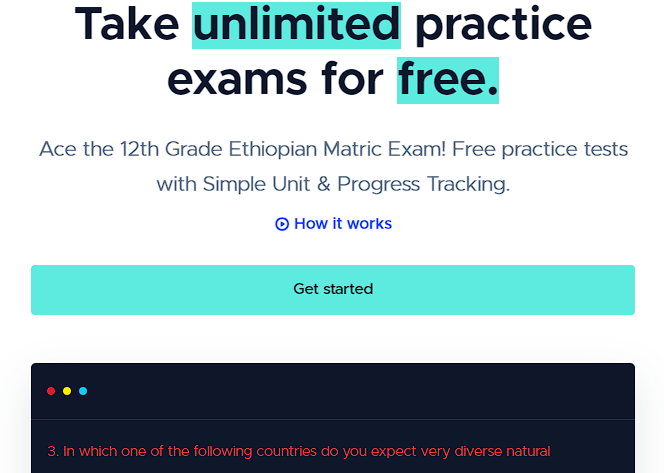 Take unlimited practice
exams for free.
Ace the 12th Grade Ethiopian Matric Exam! Free practice tests
with Simple Unit & Progress Tracking.
How it works
Get started
3. In which one of the following countries do you expect very diverse natural